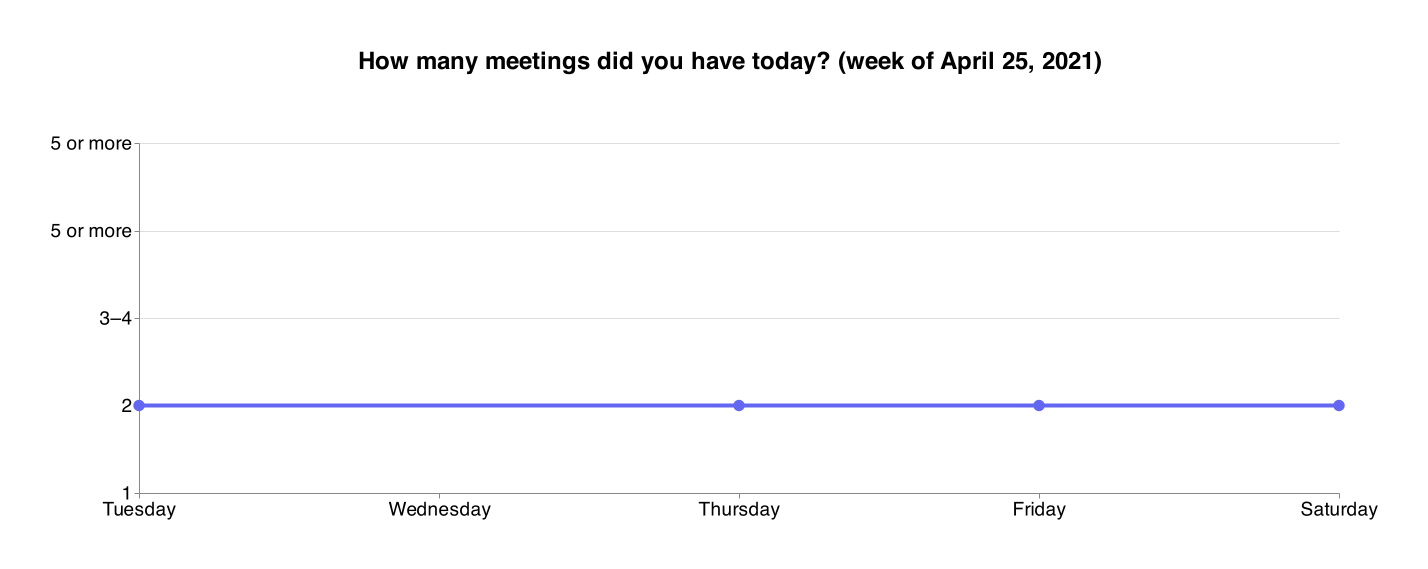 How many meetings did you have today? (week of April 25, 2021)
5 or more
5 or more
3–4
2
1
Tuesday Wednesday Thursday Friday Saturday